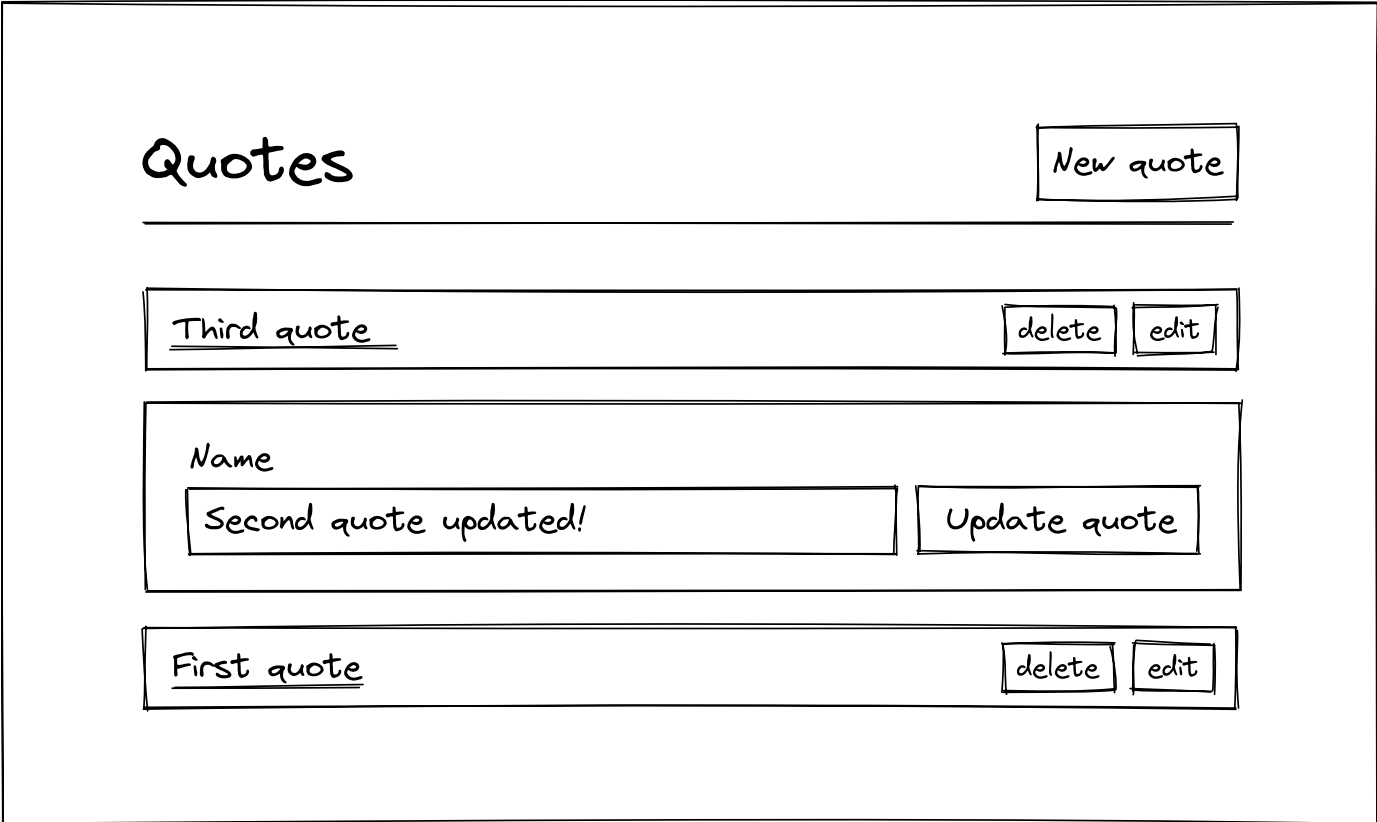 Quotes
New quote
Third quote
delete
edit
Name
Second quote updated!
Update quote
First quote
delete
edit